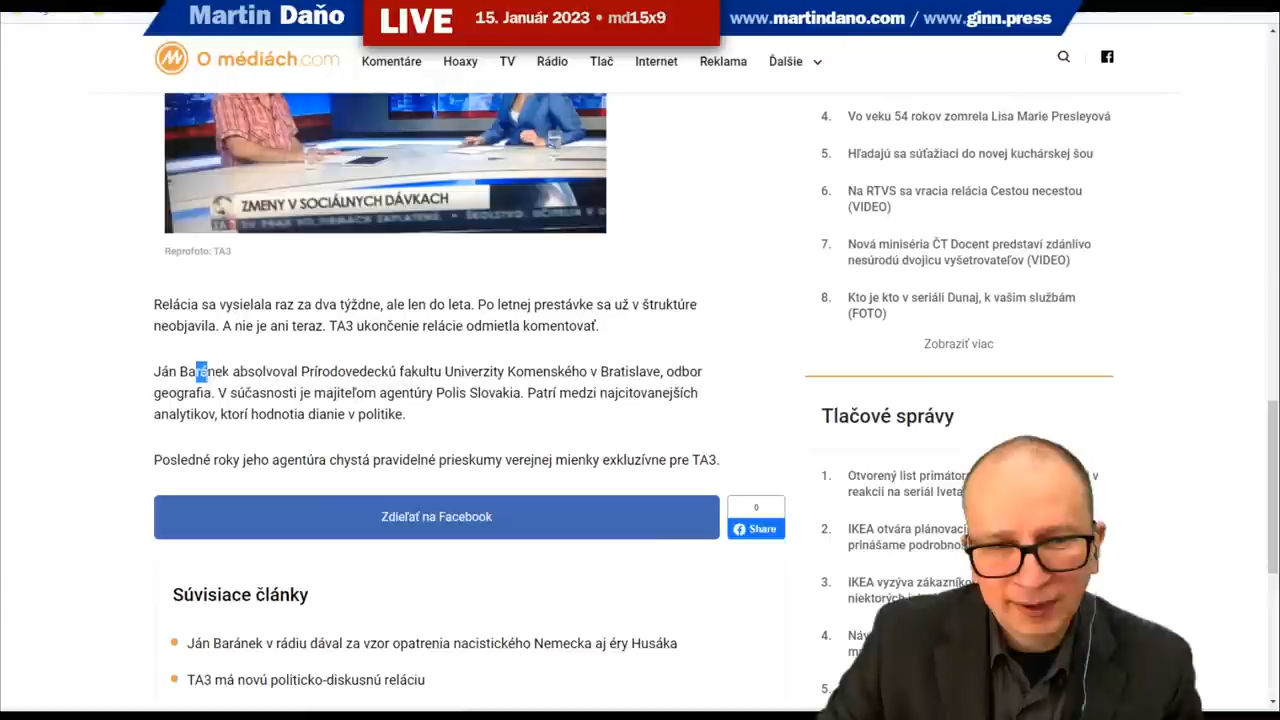 Martin Daňo
LIVE
15. Január 2023 • md15x9
www.martindano.com / www.ginn.press
O médiách.com
Komentáre
Hoaxy
TV
Rádio
Tlač
Internet
Reklama
Ďalšie
ZMENY V SOCIÁLNYCH DÁVKACH
Reprofoto: TA3
Relácia sa vysielala raz za dva týždne, ale len do leta. Po letnej prestávke sa už v štruktúre
neobjavila. A nie je ani teraz. TA3 ukončenie relácie odmietla komentovať.
Ján Baránek absolvoval Prírodovedeckú fakultu Univerzity Komenského v Bratislave, odbor
geografia. V súčasnosti je majiteľom agentúry Polis Slovakia. Patrí medzi najcitovanejších
analytikov, ktorí hodnotia dianie v politike.
Posledné roky jeho agentúra chystá pravidelné prieskumy verejnej mienky exkluzívne pre TA3.
Zdieľať na Facebook
0
Share
Súvisiace články
Ján Baránek v rádiu dával za vzor opatrenia nacistického Nemecka aj éry Husáka
TA3 má novú politicko-diskusnú reláciu
4. Vo veku 54 rokov zomrela Lisa Marie Presleyová
5. Hľadajú sa súťažiaci do novej kuchárskej šou
6. Na RTVS sa vracia relácia Cestou necestou
(VIDEO)
7. Nová miniséria ČT Docent predstaví zdánlivo
nesúrodú dvojicu vyšetrovateľov (VIDEO)
8. Kto je kto v seriáli Dunaj, k vašim službám
(FOTO)
Zobraziť viac
Tlačové správy
1. Otvorený list v
reakcii na seriál
2. IKEA otvára
prinášame
3. IKEA vyzýva
niektorých
4.
5.